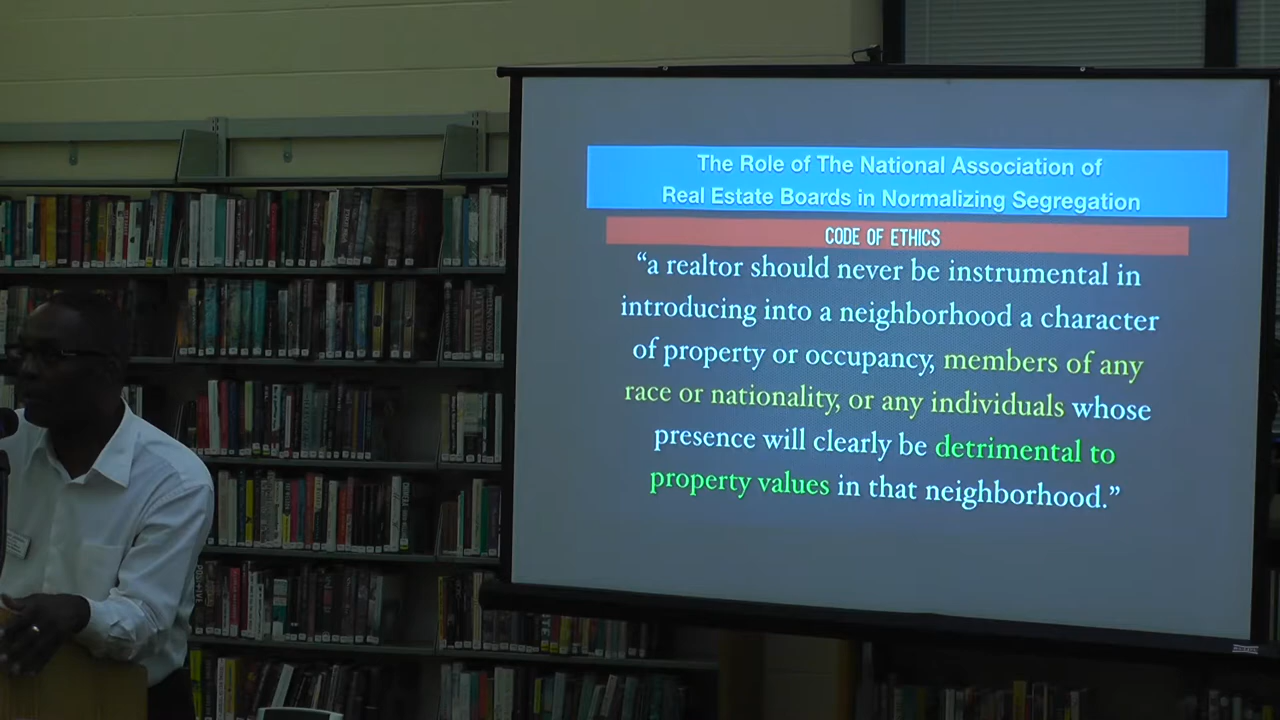 The Role of The National Association of
Real Estate Boards in Normalizing Segregation
CODE OF ETHICS
“a realtor should never be instrumental in
introducing into a neighborhood a character
of property or occupancy, members of any
race or nationality, or any individuals whose
presence will clearly be detrimental to
property values in that neighborhood.”